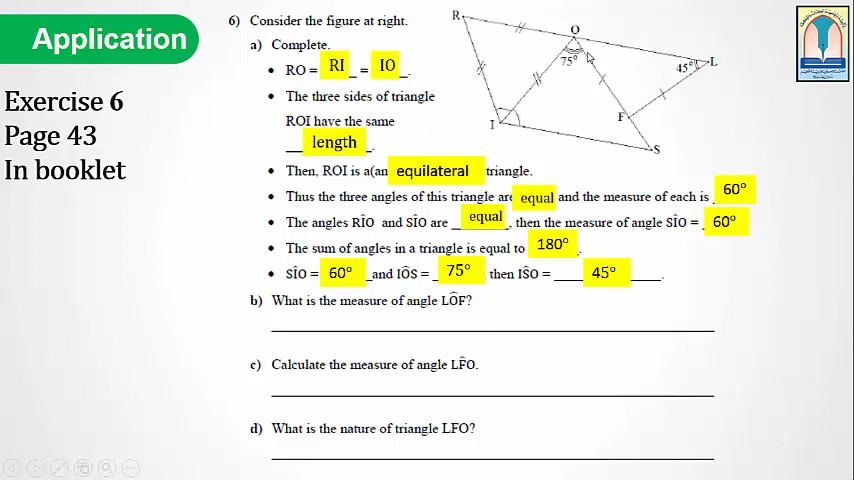 Application
Exercise 6
Page 43
In booklet
6) Consider the figure at right.
a) Complete.
• RO = RI = IO.
• The three sides of triangle
ROI have the same
length.
• Then, ROI is a(an equilateral triangle.
• Thus the three angles of this triangle are equal and the measure of each is 60°
• The angles RÎO and SÎO are equal, then the measure of angle SÎO = 60°
• The sum of angles in a triangle is equal to 180°.
• SÎO = 60° and IÔS = 75°, then IŜO = 45°.
b) What is the measure of angle LÔF?
c) Calculate the measure of angle LF̂O.
d) What is the nature of triangle LFO?
R
O
75°
45°
L
I
F
S